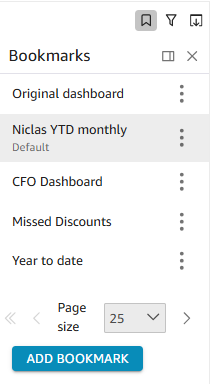 Bookmarks
Original dashboard
Niclas YTD monthly
Default
CFO Dashboard
Missed Discounts
Year to date
Page size
25
ADD BOOKMARK